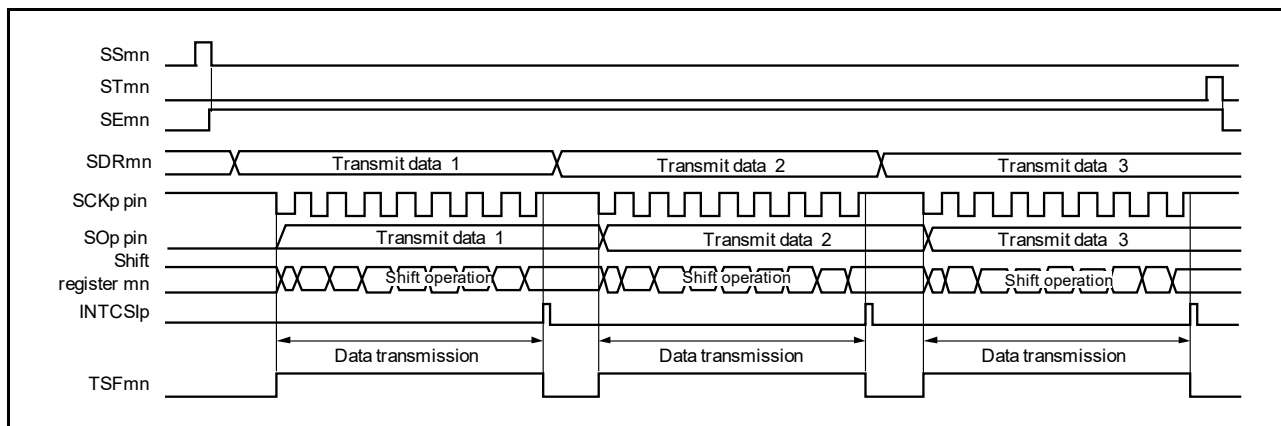 SSmn
STmn
SEmn
SDRmn
Transmit data 1
Transmit data 2
Transmit data 3
SCKp pin
SOp pin
Transmit data 1
Transmit data 2
Transmit data 3
Shift
register mn
Shift operation
Shift operation
Shift operation
INTCSIp
Data transmission
Data transmission
Data transmission
TSFmn